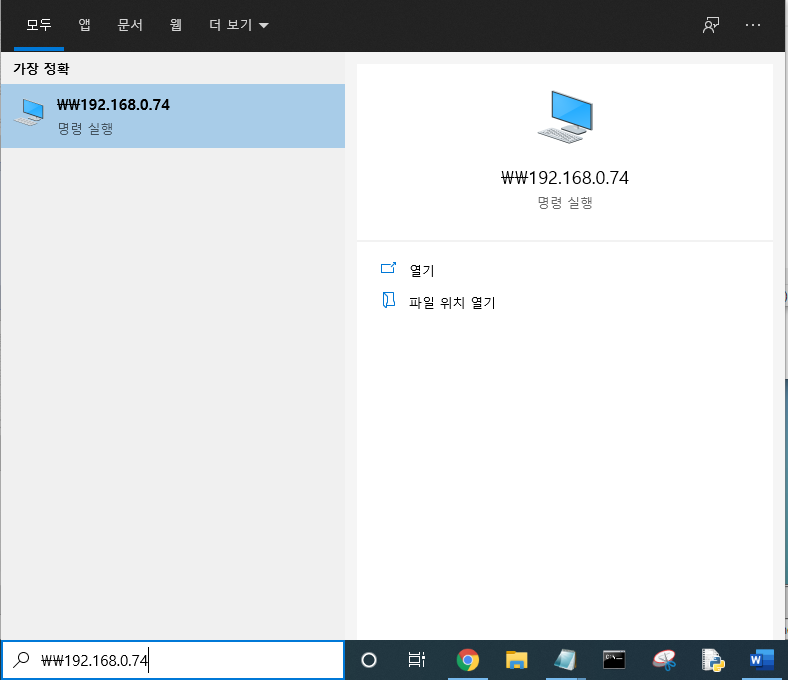 모두 앱 문서 웹 더 보기
가장 정확
₩₩192.168.0.74
명령 실행
₩₩192.168.0.74
명령 실행
열기
파일 위치 열기
₩₩192.168.0.74